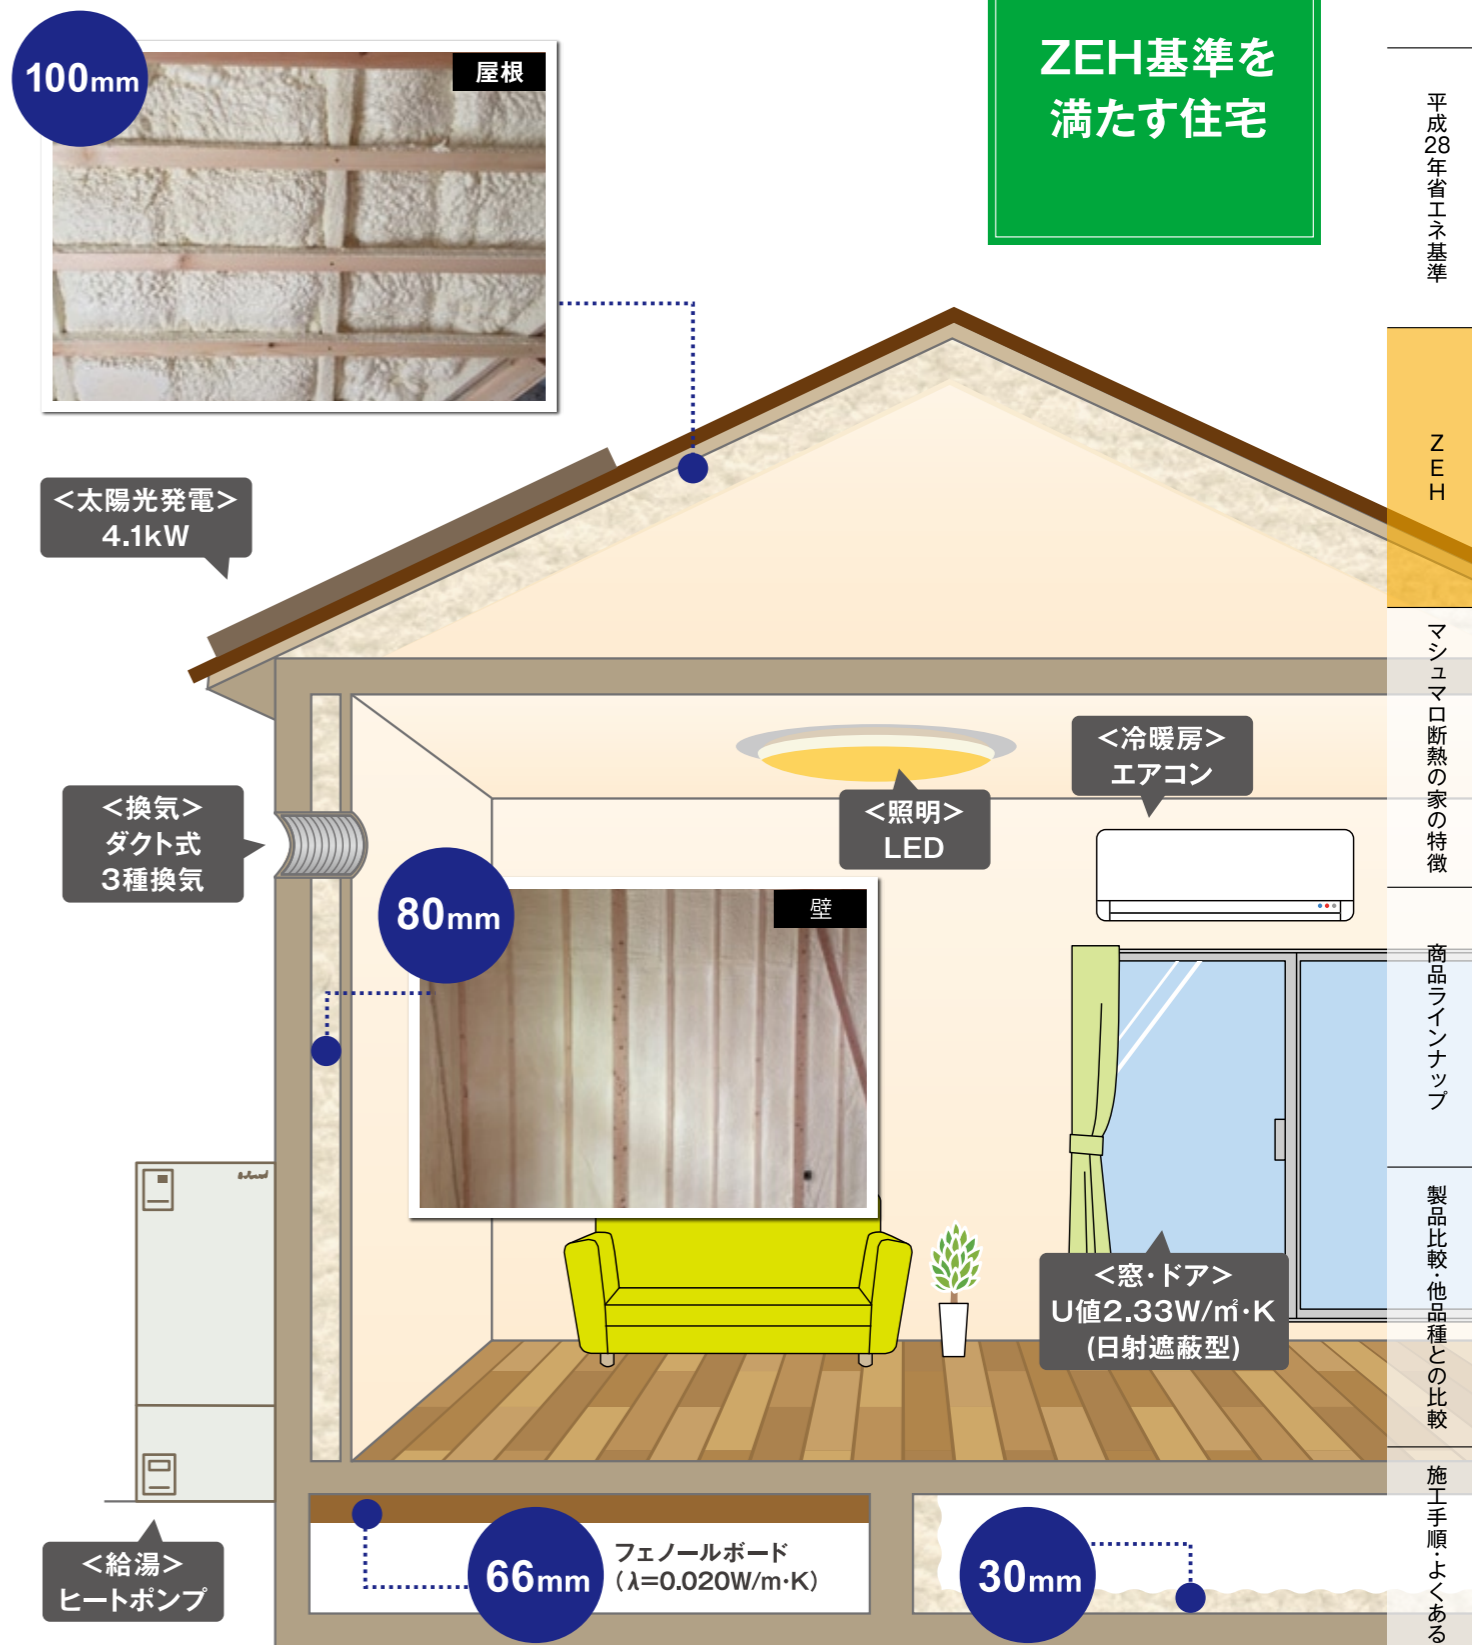 100mm
屋根
ZEH基準を
満たす住宅
<太陽光発電>
4.1kW
<換気>
ダクト式
3種換気
<照明>
LED
<冷暖房>
エアコン
80mm
壁
<窓・ドア>
U値2.33W/㎡・K
(日射遮蔽型)
<給湯>
ヒートポンプ
66mm
フェノールボード
(λ=0.020W/m・K)
30mm
平成28年省エネ基準
ZEH
マシュマロ断熱の家の特徴
商品ラインナップ
製品比較・他品種との比較
施工手順・よくある